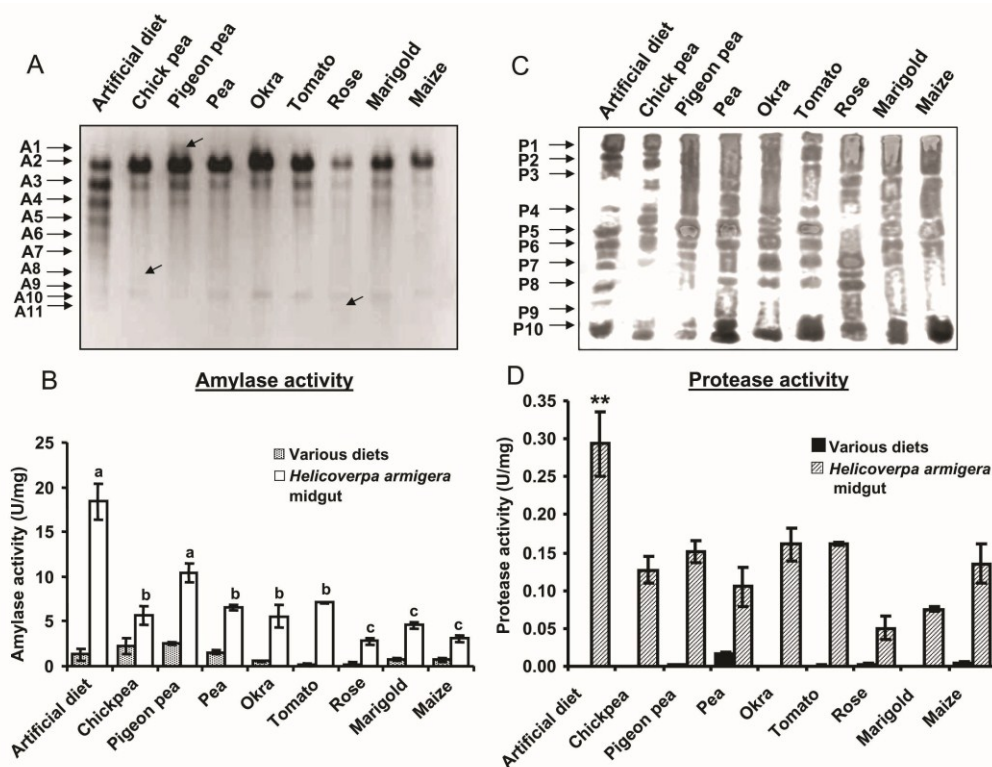 A
Artificial diet
Chick pea
Pigeon pea
Pea
Okra
Tomato
Rose
Marigold
Maize
A1
A2
A3
A4
A5
A6
A7
A8
A9
A10
A11
C
Artificial diet
Chick pea
Pigeon pea
Pea
Okra
Tomato
Rose
Marigold
Maize
P1
P2
P3
P4
P5
P6
P7
P8
P9
P10
B
Amylase activity
Amylase activity (U/mg)
25
20
15
10
5
0
Various diets
Helicoverpa armigera
midgut
a
b
a
b
b
b
c
c
c
Artificial diet
Chickpea
Pigeon pea
Pea
Okra
Tomato
Rose
Marigold
Maize
D
Protease activity
Protease activity (U/mg)
0.35
0.30
0.25
0.20
0.15
0.10
0.05
0.00
**
Various diets
Helicoverpa armigera
midgut
Artificial diet
Chickpea
Pigeon pea
Pea
Okra
Tomato
Rose
Marigold
Maize